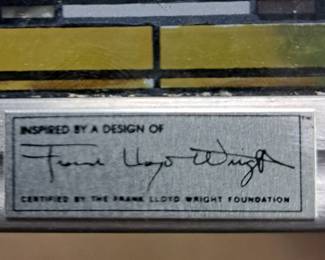 INSPIRED BY A DESIGN OF
Frank Lloyd Wright
CERTIFIED BY THE FRANK LLOYD WRIGHT FOUNDATION